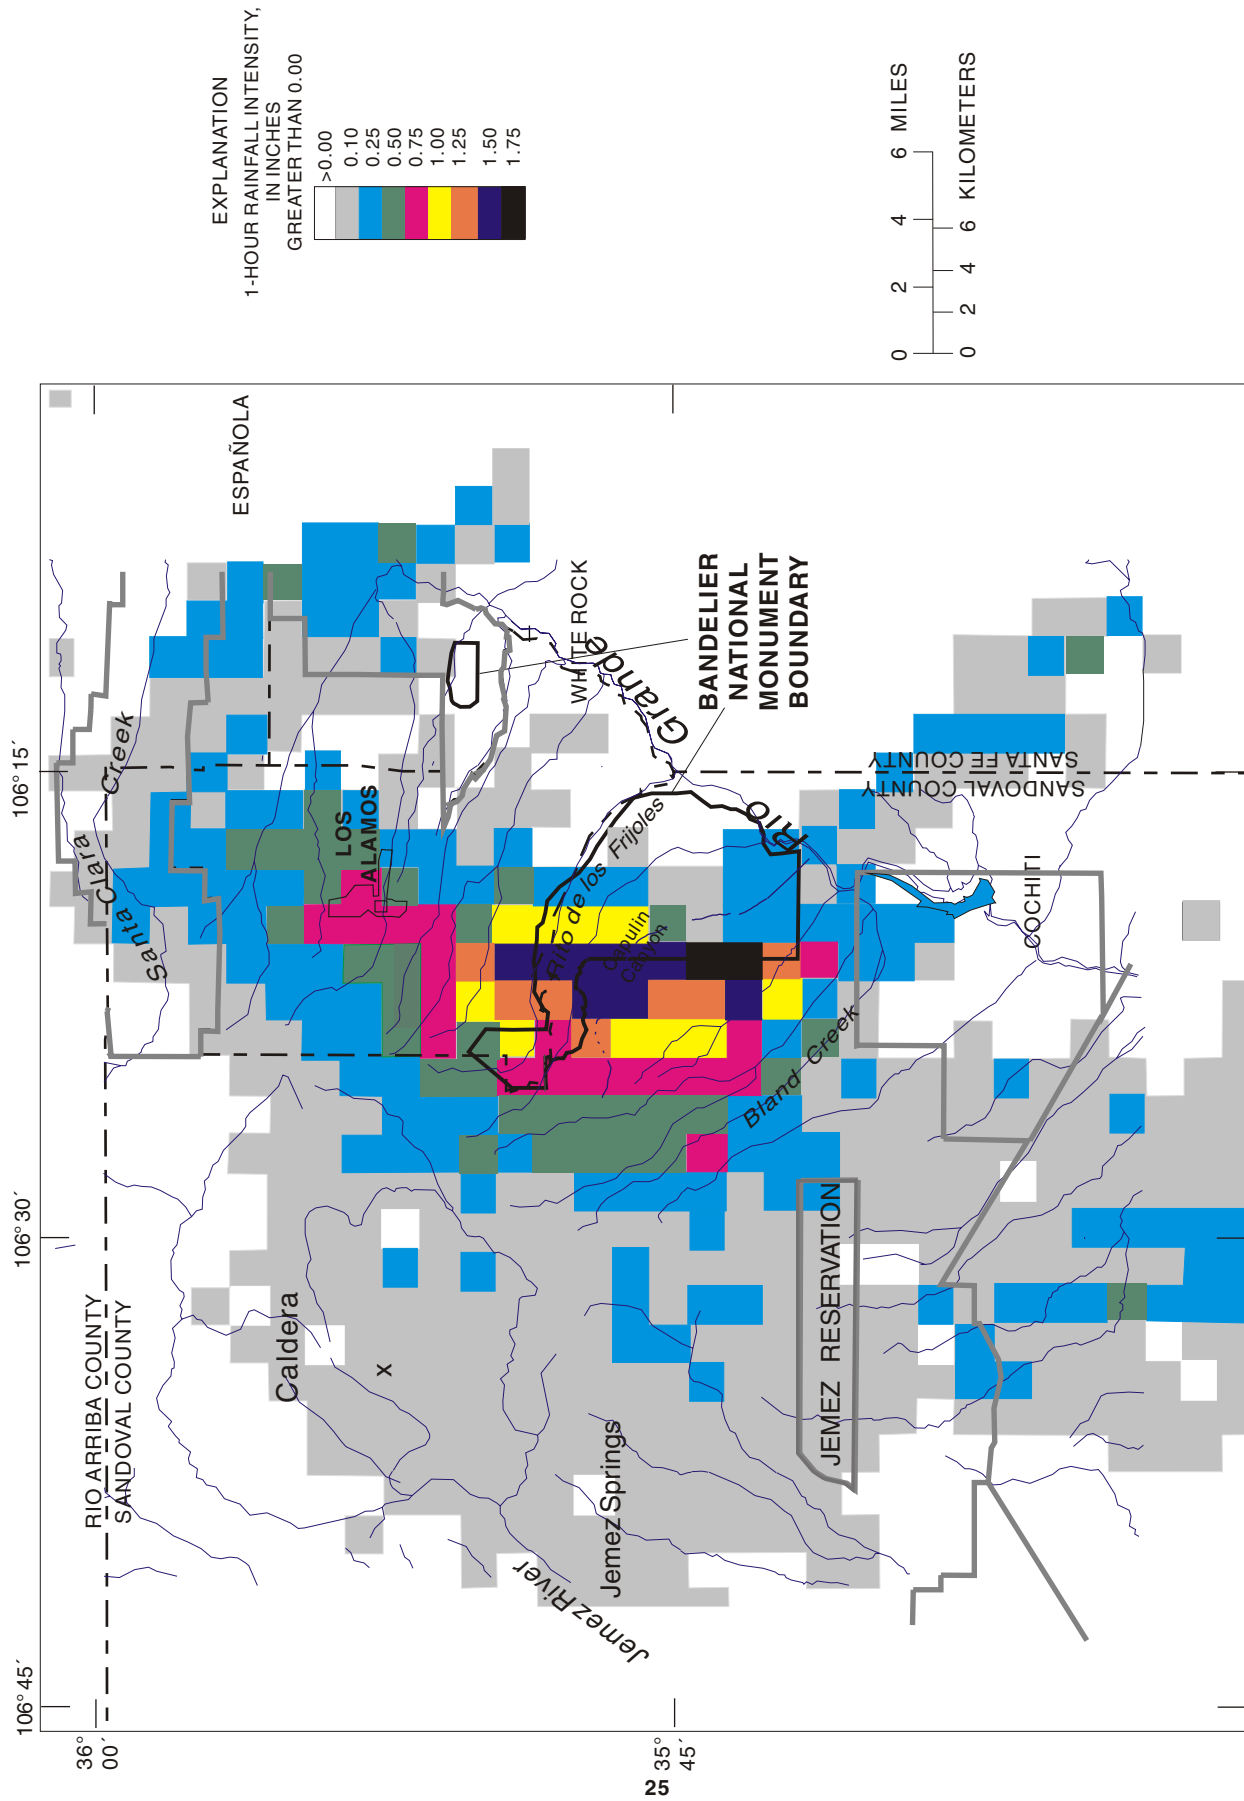 EXPLANATION
1-HOUR RAINFALL INTENSITY,
IN INCHES
GREATER THAN 0.00
>0.00
0.10
0.25
0.50
0.75
1.00
1.25
1.50
1.75
0 2 4 6 MILES
0 2 4 6 KILOMETERS
106° 45´
106° 30´
106° 15´
36°
00´
35°
45´
RIO ARRIBA COUNTY
SANDOVAL COUNTY
Santa Clara Creek
ESPAÑOLA
Caldera
x
LOS
ALAMOS
WHITE ROCK
Rio Grande
BANDELIER
NATIONAL
MONUMENT
BOUNDARY
Rito de los Frijoles
Capulin
Canyon
Jemez River
Jemez Springs
Bland Creek
JEMEZ RESERVATION
SANDOVAL COUNTY
SANTA FE COUNTY
COCHITI
25